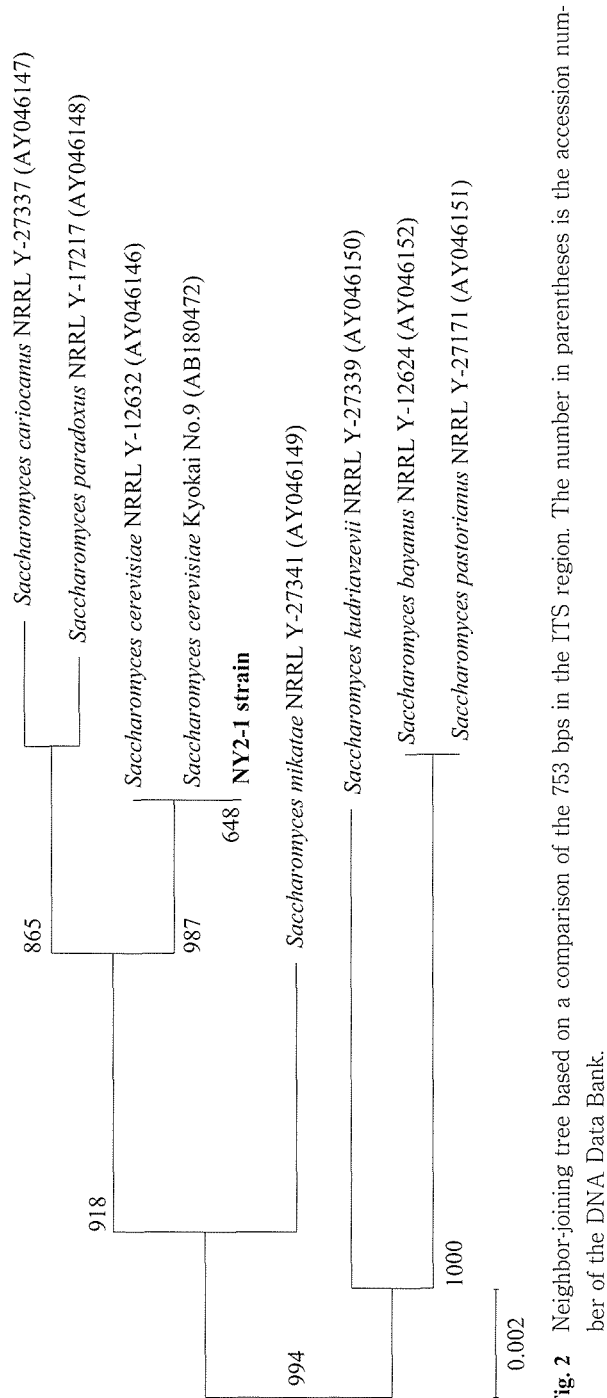 Saccharomyces cariocanus NRRL Y-27337 (AY046147)
865
Saccharomyces paradoxus NRRL Y-17217 (AY046148)
918
Saccharomyces cerevisiae NRRL Y-12632 (AY046146)
987
Saccharomyces cerevisiae Kyokai No.9 (AB180472)
648
NY2-1 strain
994
Saccharomyces mikatae NRRL Y-27341 (AY046149)
Saccharomyces kudriavzevii NRRL Y-27339 (AY046150)
Saccharomyces bayanus NRRL Y-12624 (AY046152)
1000
Saccharomyces pastorianus NRRL Y-27171 (AY046151)
0.002
Fig. 2 Neighbor-joining tree based on a comparison of the 753 bps in the ITS region. The number in parentheses is the accession num-
ber of the DNA Data Bank.